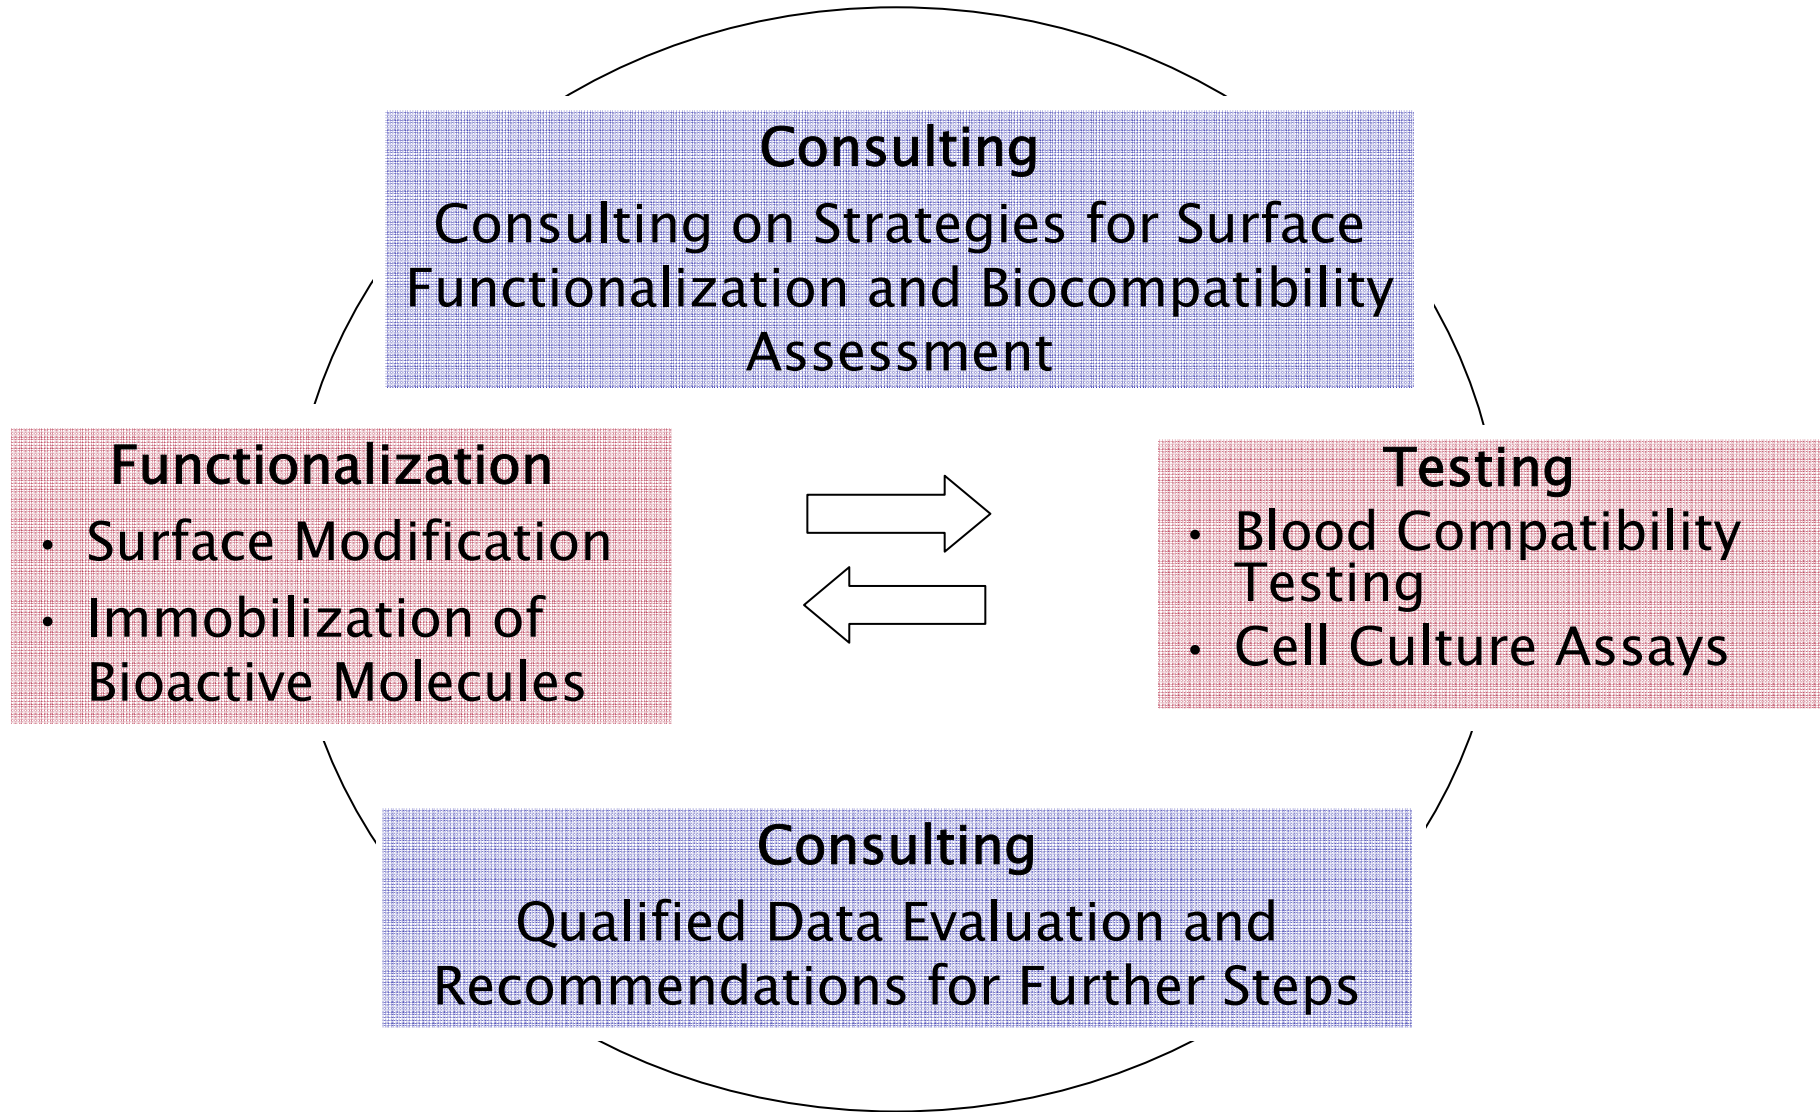 Consulting
Consulting on Strategies for Surface
Functionalization and Biocompatibility
Assessment
Functionalization
• Surface Modification
• Immobilization of
Bioactive Molecules
Testing
• Blood Compatibility
Testing
• Cell Culture Assays
Consulting
Qualified Data Evaluation and
Recommendations for Further Steps